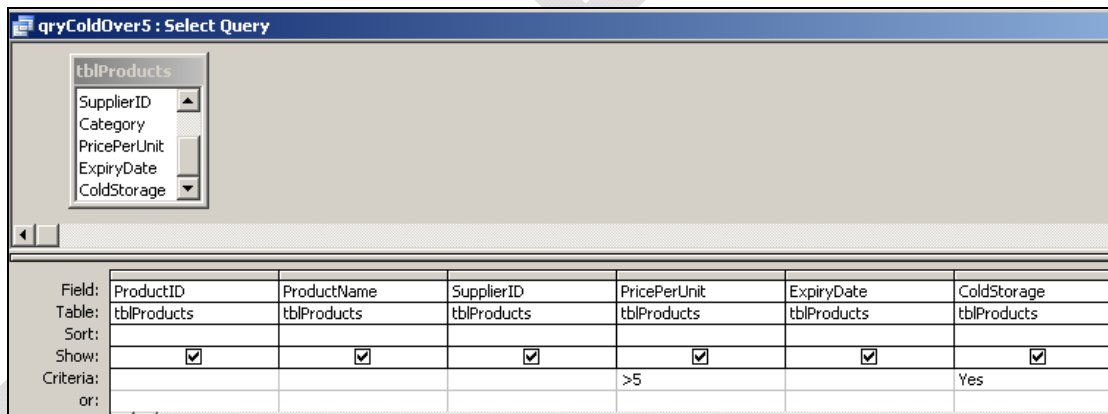 qryColdOver5 : Select Query
tblProducts
SupplierID
Category
PricePerUnit
ExpiryDate
ColdStorage
Field: ProductID ProductName SupplierID PricePerUnit ExpiryDate ColdStorage
Table: tblProducts tblProducts tblProducts tblProducts tblProducts tblProducts
Sort:
Show:
Criteria: >5 Yes
or: